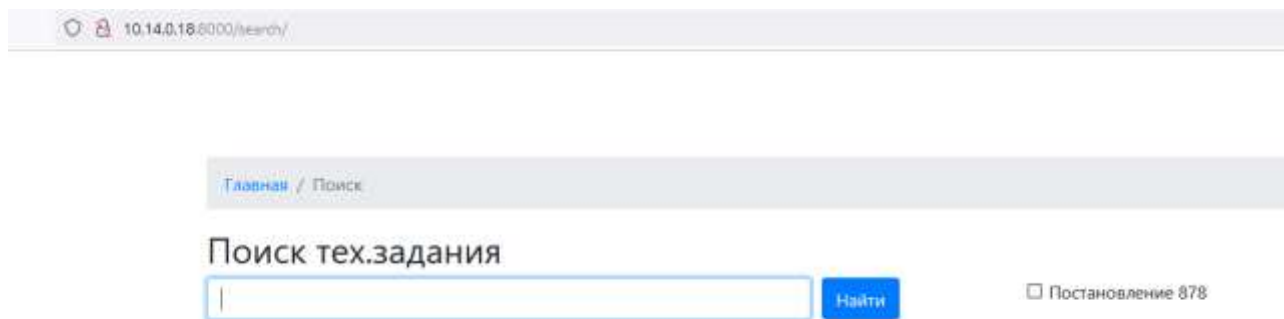 10.14.0.18:8000/search/
Главная / Поиск
Поиск тех.задания
Найти
Постановление 878